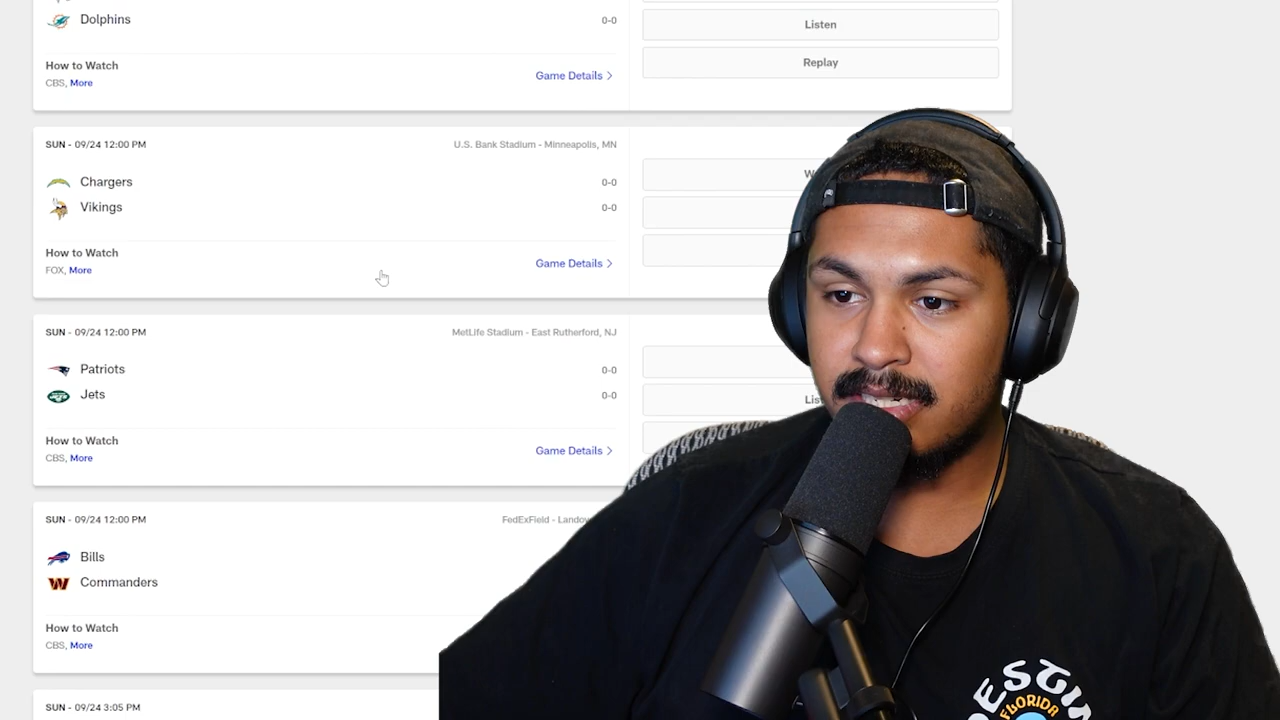 Dolphins 0-0
Listen
Replay
How to Watch
CBS, More
Game Details >
SUN - 09/24 12:00 PM
U.S. Bank Stadium - Minneapolis, MN
Chargers 0-0
Vikings 0-0
How to Watch
FOX, More
Game Details >
SUN - 09/24 12:00 PM
MetLife Stadium - East Rutherford, NJ
Patriots 0-0
Jets 0-0
How to Watch
CBS, More
Game Details >
SUN - 09/24 12:00 PM
FedExField -
Bills
Commanders
How to Watch
CBS, More
SUN - 09/24 3:05 PM
FLORIDA